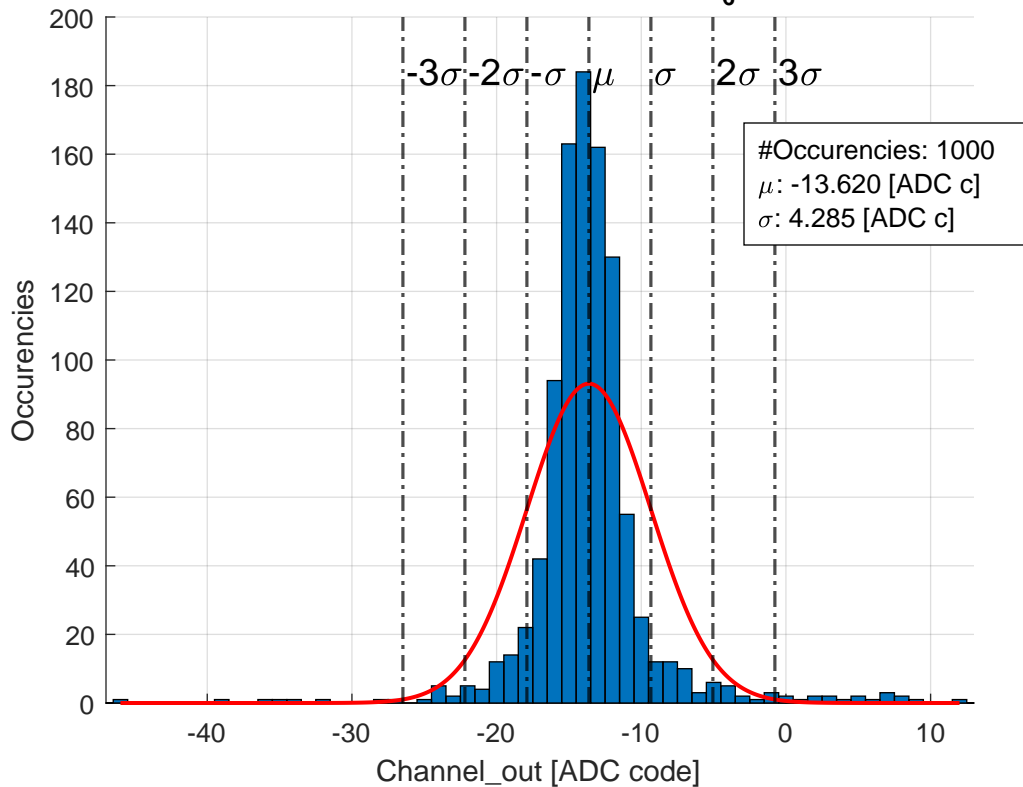 200
180
160
140
120
100
80
60
40
20
0
Occurencies
-3σ -2σ -σ μ σ 2σ 3σ
#Occurencies: 1000
μ: -13.620 [ADC c]
σ: 4.285 [ADC c]
-40 -30 -20 -10 0 10
Channel_out [ADC code]